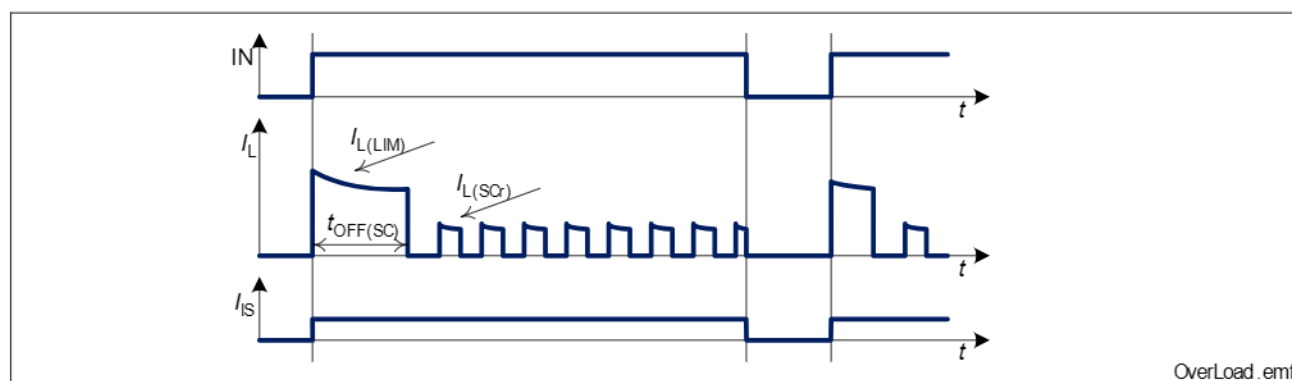 IN
t
I_L
I_L(LIM)
I_L(SCr)
t_OFF(SC)
t
I_IS
t
OverLoad.emf